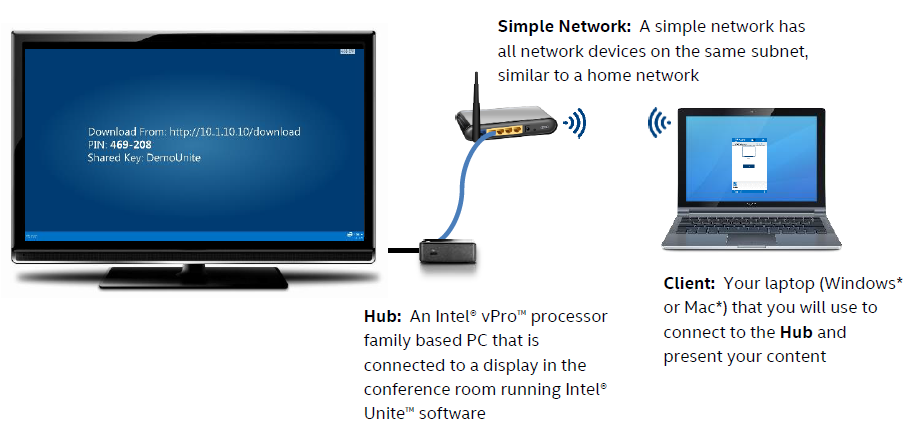 Simple Network: A simple network has
all network devices on the same subnet,
similar to a home network
Download From: http://10.1.10.10/download
PIN: 469-208
Shared Key: DemoUnite
Client: Your laptop (Windows*
or Mac*) that you will use to
connect to the Hub and
present your content
Hub: An Intel® vPro™ processor
family based PC that is
connected to a display in the
conference room running Intel®
Unite™ software